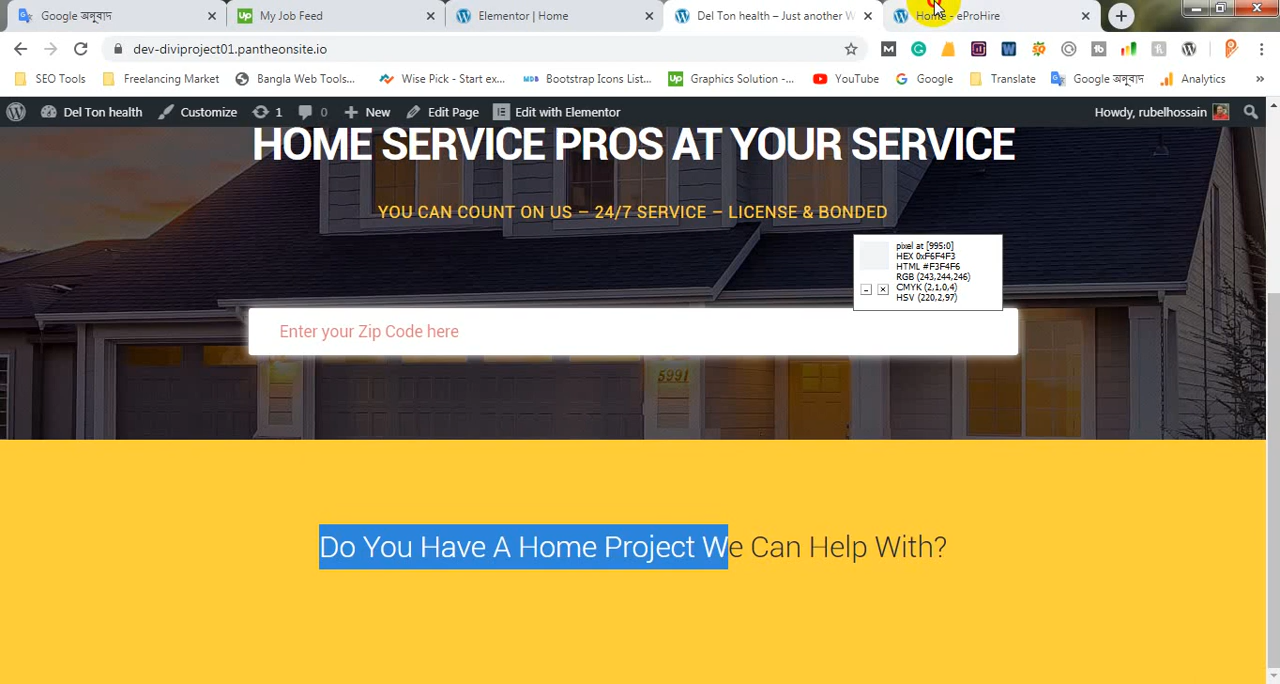 Google অনুবাদ
My Job Feed
Elementor | Home
Del Ton health – Just another W
Home - eProHire
dev-diviproject01.pantheonsite.io
SEO Tools
Freelancing Market
Bangla Web Tools...
Wise Pick - Start ex...
MDB Bootstrap Icons List...
Up Graphics Solution -...
YouTube
Google
Translate
Google অনুবাদ
Analytics
»
Del Ton health
Customize
1
0
New
Edit Page
Edit with Elementor
Howdy, rubelhossain
HOME SERVICE PROS AT YOUR SERVICE
YOU CAN COUNT ON US – 24/7 SERVICE – LICENSE & BONDED
pixel at [995:0]
HEX 0xF6F4F3
HTML #F3F4F6
RGB (243,244,246)
CMYK (2,1,0,4)
HSV (220,2,97)
Enter your Zip Code here
5991
Do You Have A Home Project We Can Help With?